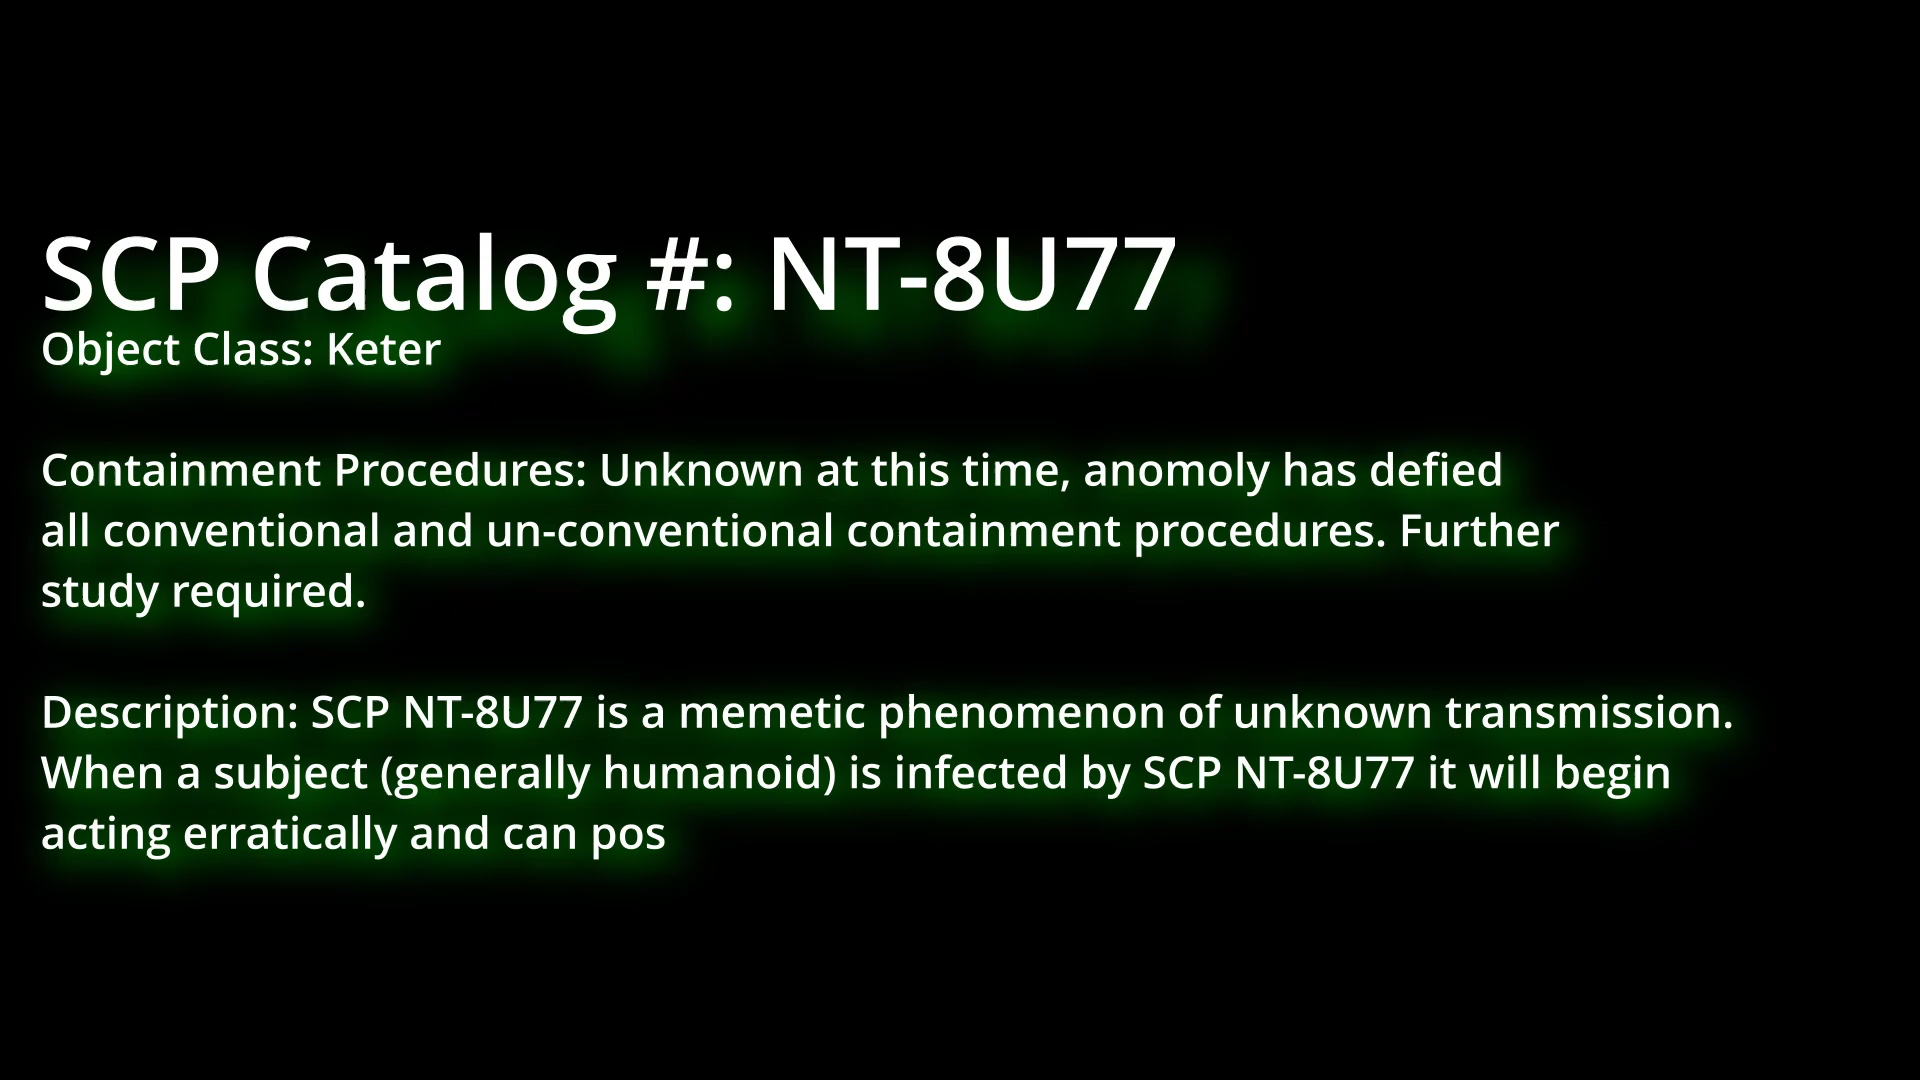 SCP Catalog #: NT-8U77
Object Class: Keter
Containment Procedures: Unknown at this time, anomoly has defied
all conventional and un-conventional containment procedures. Further
study required.
Description: SCP NT-8U77 is a memetic phenomenon of unknown transmission.
When a subject (generally humanoid) is infected by SCP NT-8U77 it will begin
acting erratically and can pos